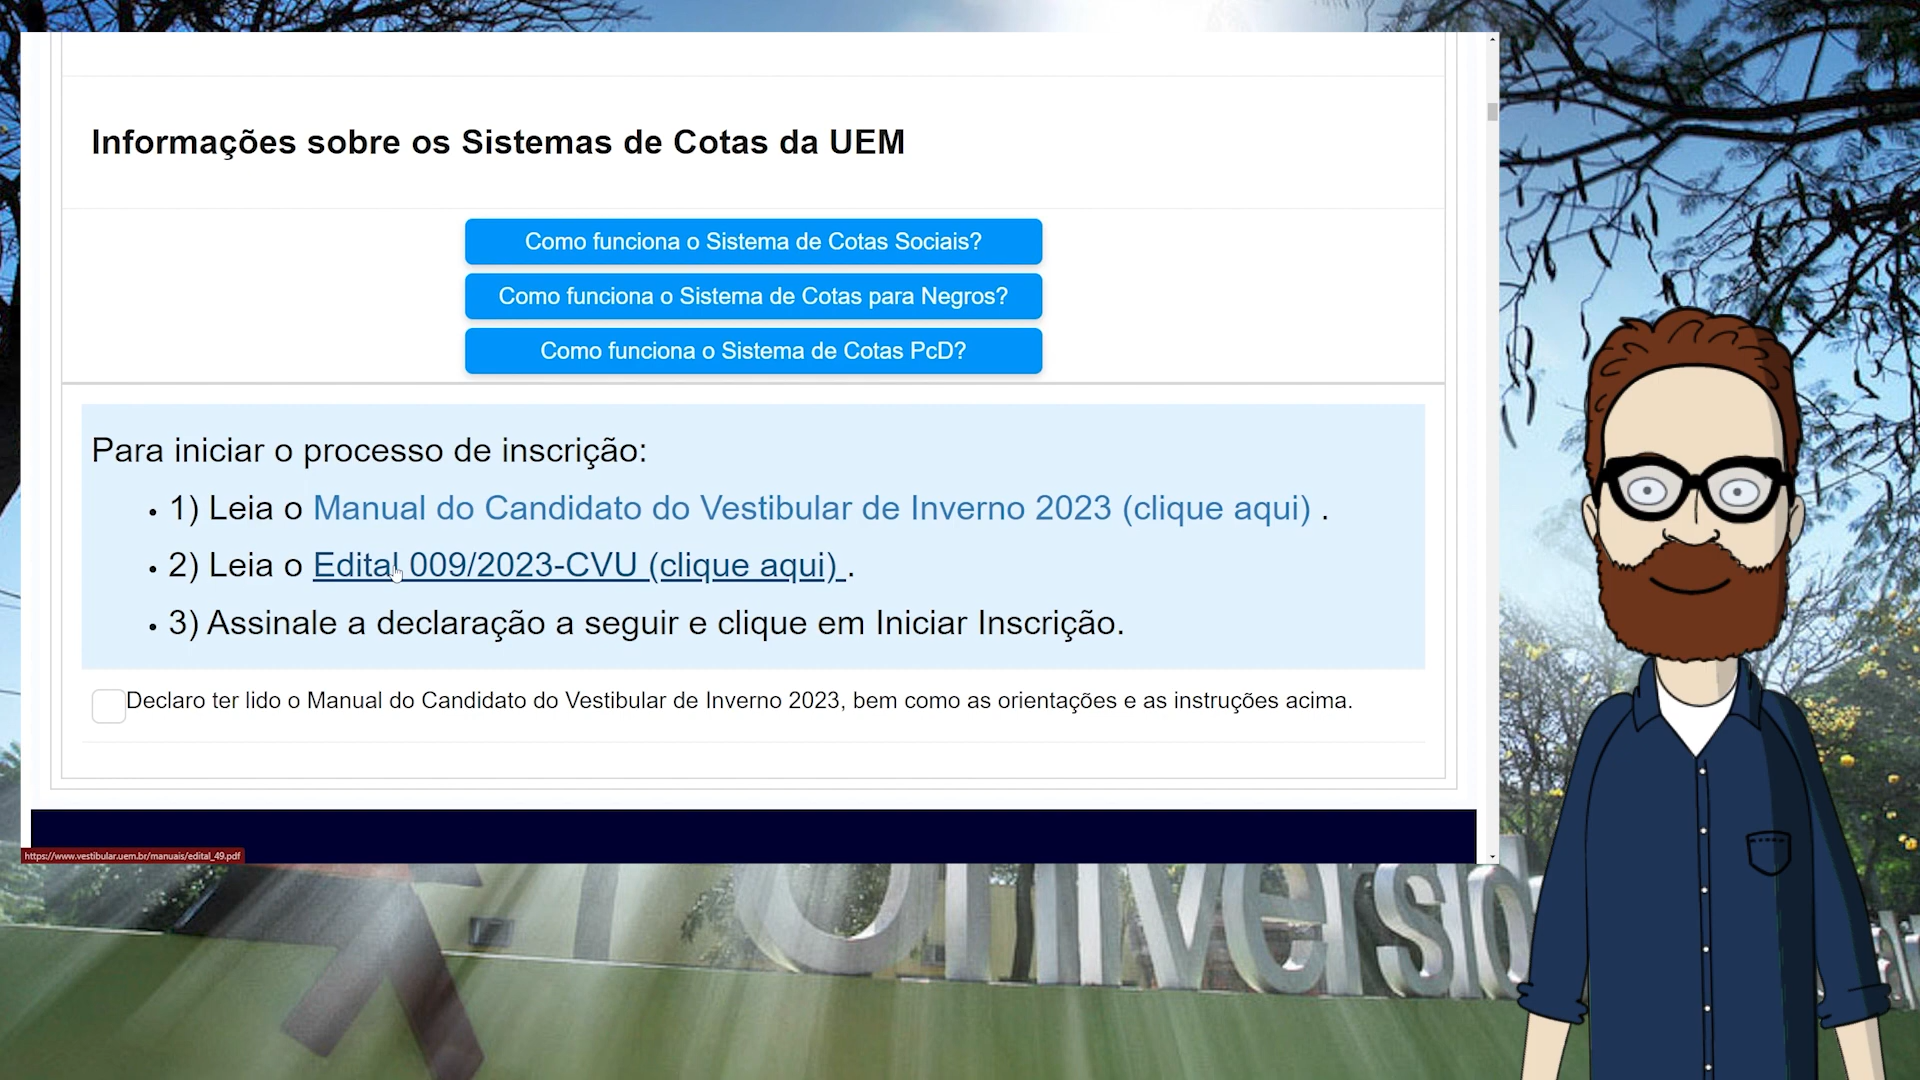 Informações sobre os Sistemas de Cotas da UEM
Como funciona o Sistema de Cotas Sociais?
Como funciona o Sistema de Cotas para Negros?
Como funciona o Sistema de Cotas PcD?
Para iniciar o processo de inscrição:
• 1) Leia o Manual do Candidato do Vestibular de Inverno 2023 (clique aqui) .
• 2) Leia o Edital 009/2023-CVU (clique aqui) .
• 3) Assinale a declaração a seguir e clique em Iniciar Inscrição.
Declaro ter lido o Manual do Candidato do Vestibular de Inverno 2023, bem como as orientações e as instruções acima.
https://www.vestibular.uem.br/manuais/edital_49.pdf
Universid